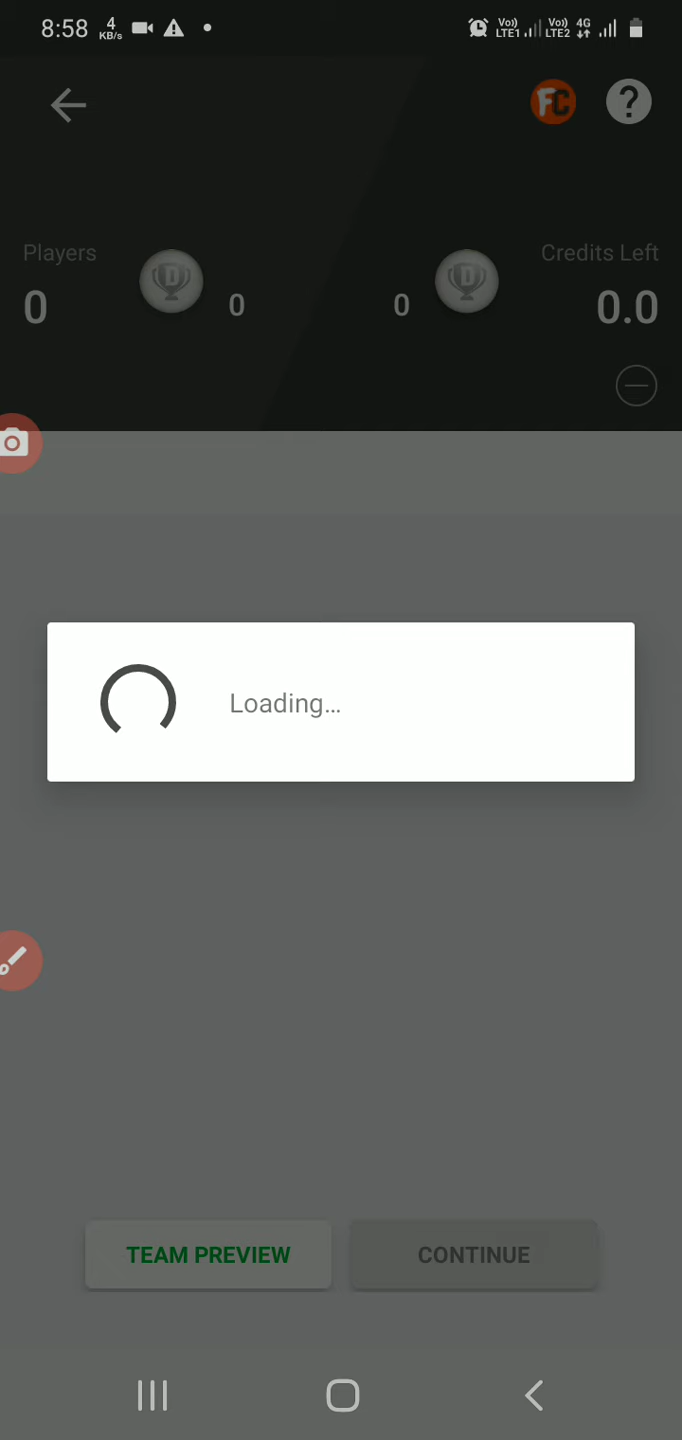 8:58
4
KB/s
Vo)) LTE1
Vo)) LTE2
4G
FC
?
Players
Credits Left
D
D
0
0
0
0.0
Loading...
TEAM PREVIEW
CONTINUE